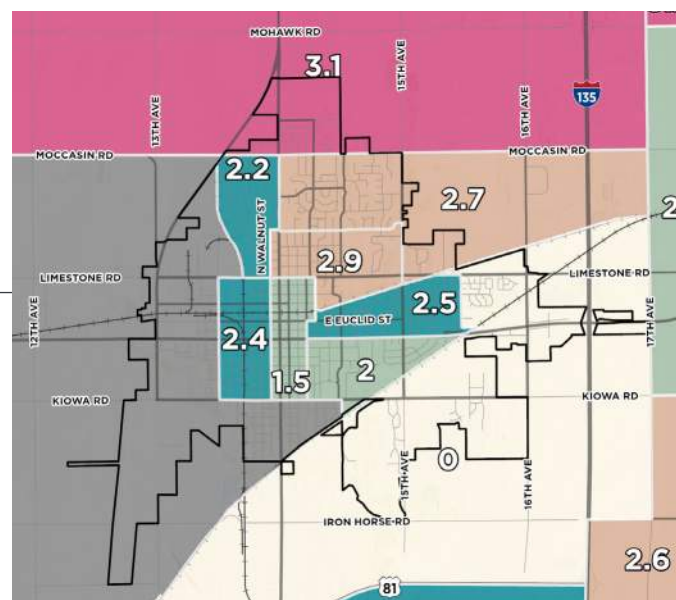 MOHAWK RD
3.1
15TH AVE
13TH AVE
16TH AVE
135
MOCCASIN RD
MOCCASIN RD
2.2
2.7
N WALNUT ST
2
2.9
LIMESTONE RD
LIMESTONE RD
2.5
E EUCLID ST
12TH AVE
17TH AVE
2.4
1.5
2
KIOWA RD
KIOWA RD
0
15TH AVE
16TH AVE
IRON HORSE RD
2.6
81